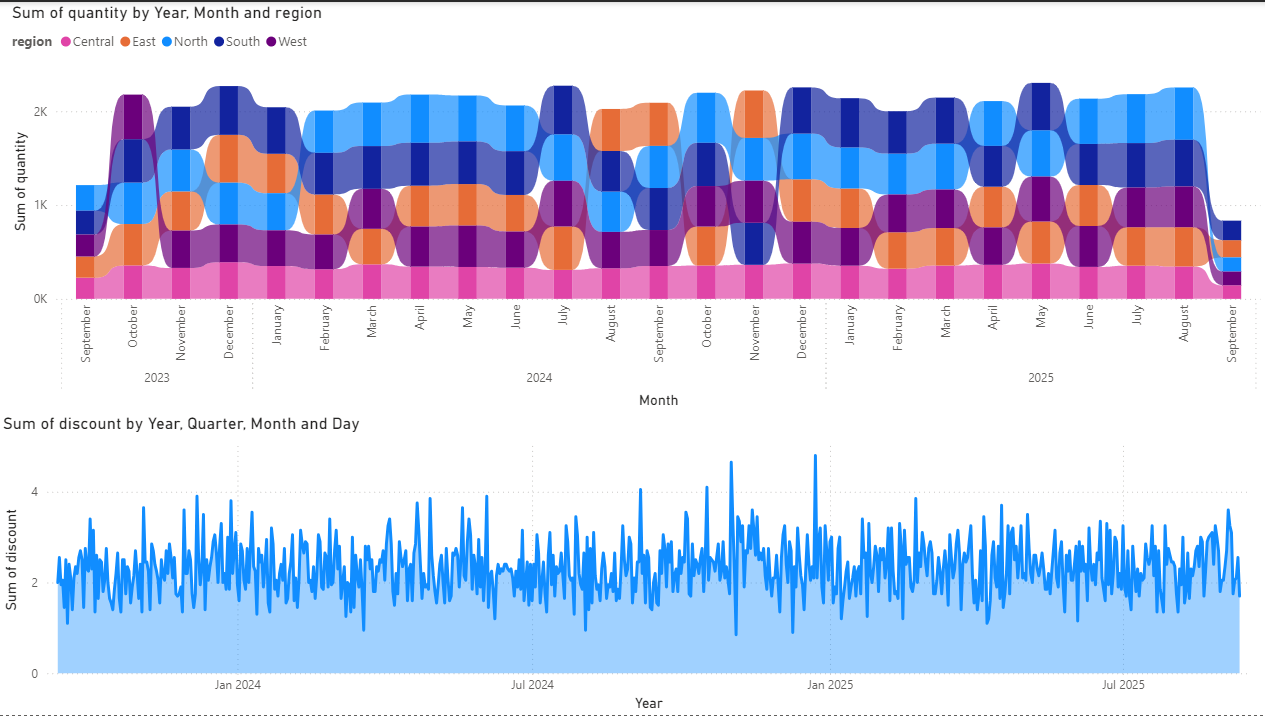 Sum of quantity by Year, Month and region
region Central East North South West
2K
1K
0K
Sum of quantity
September October November December January February March April May June July August September October November December January February March April May June July August September
2023 2024 2025
Month
Sum of discount by Year, Quarter, Month and Day
4
2
0
Sum of discount
Jan 2024 Jul 2024 Jan 2025 Jul 2025
Year